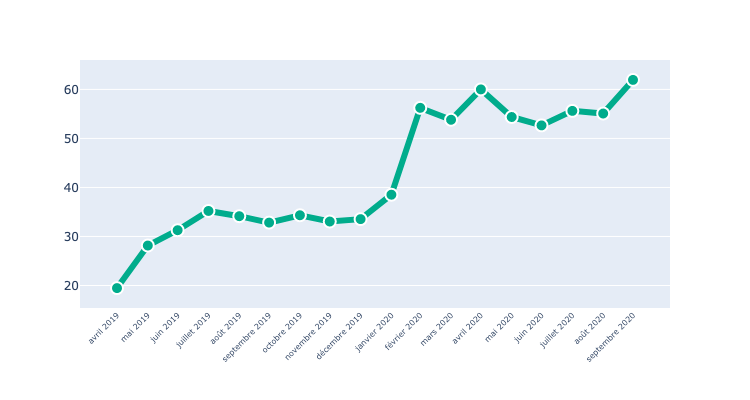 60
50
40
30
20
avril 2019
mai 2019
juin 2019
juillet 2019
août 2019
septembre 2019
octobre 2019
novembre 2019
décembre 2019
janvier 2020
février 2020
mars 2020
avril 2020
mai 2020
juin 2020
juillet 2020
août 2020
septembre 2020